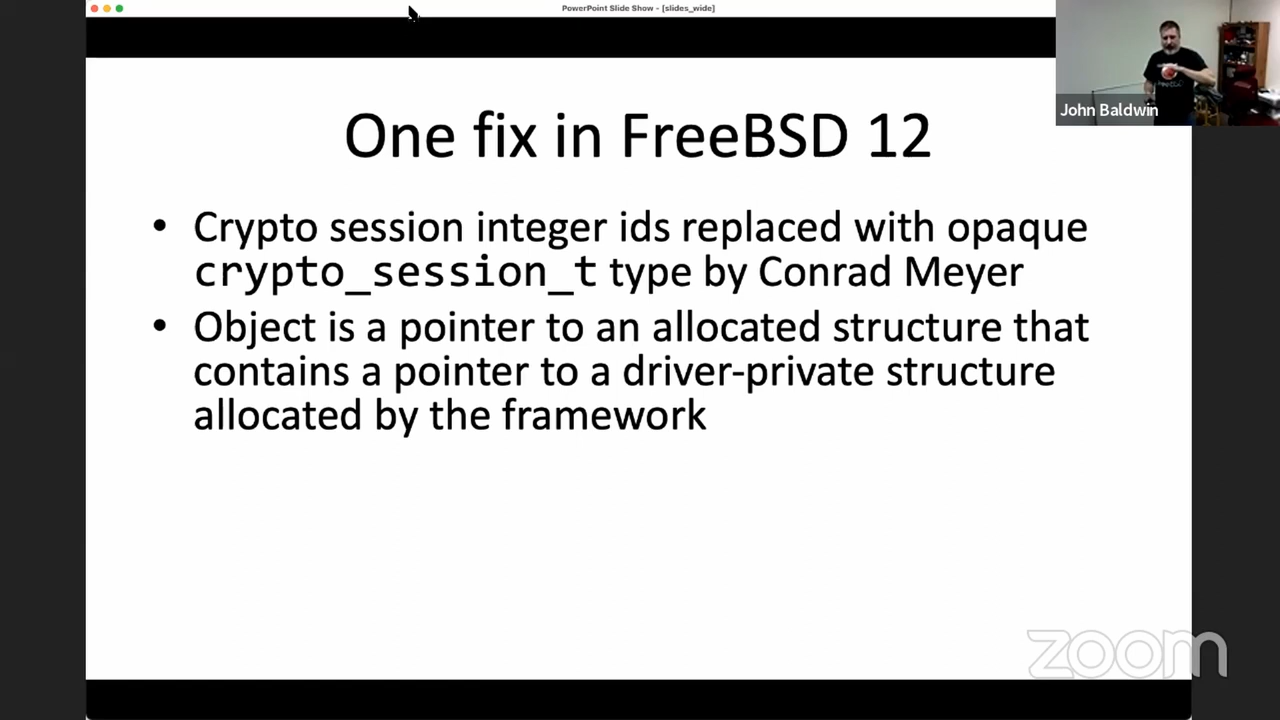 PowerPoint Slide Show - [slides_wide]
John Baldwin
One fix in FreeBSD 12
• Crypto session integer ids replaced with opaque
crypto_session_t type by Conrad Meyer
• Object is a pointer to an allocated structure that
contains a pointer to a driver-private structure
allocated by the framework
zoom